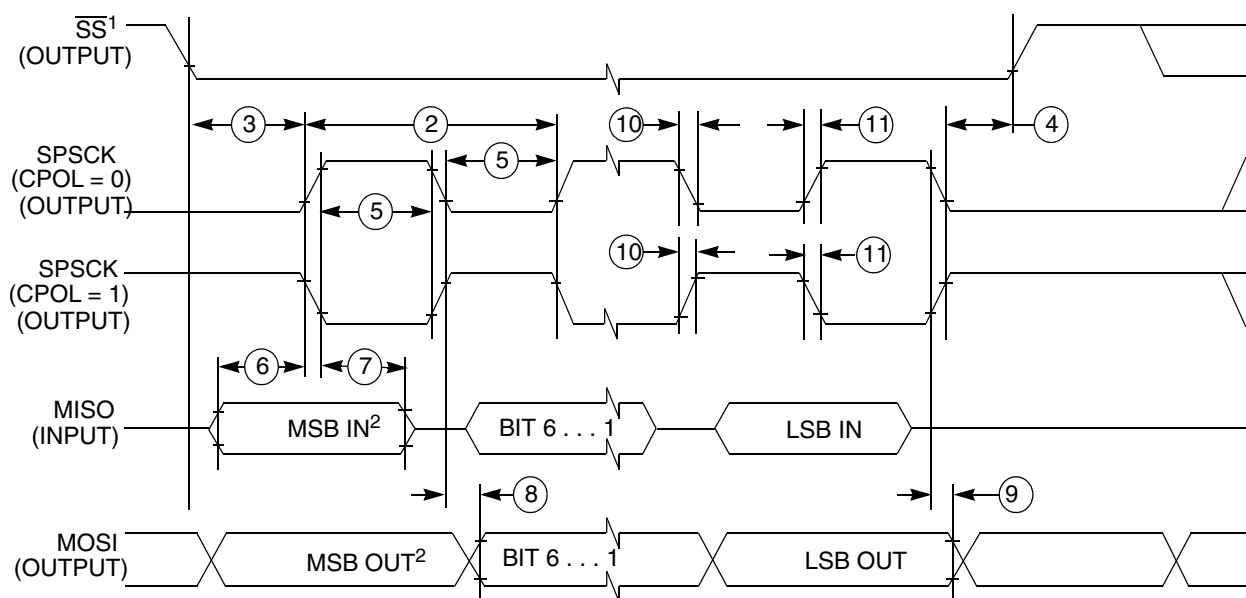 SS¹
(OUTPUT)
3
2
10
11
4
SPSCK
(CPOL = 0)
(OUTPUT)
5
5
SPSCK
(CPOL = 1)
(OUTPUT)
10
11
6
7
MISO
(INPUT)
MSB IN²
BIT 6 . . . 1
LSB IN
8
9
MOSI
(OUTPUT)
MSB OUT²
BIT 6 . . . 1
LSB OUT